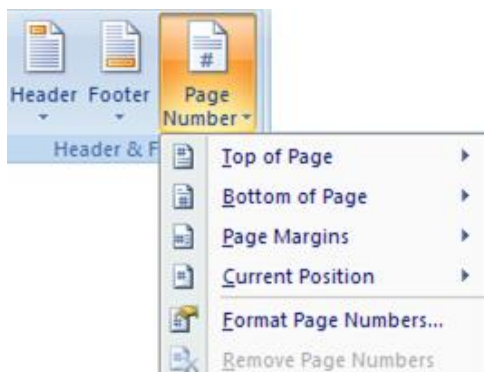 Header Footer Page
Number
Header & F
Top of Page
Bottom of Page
Page Margins
Current Position
Format Page Numbers...
Remove Page Numbers